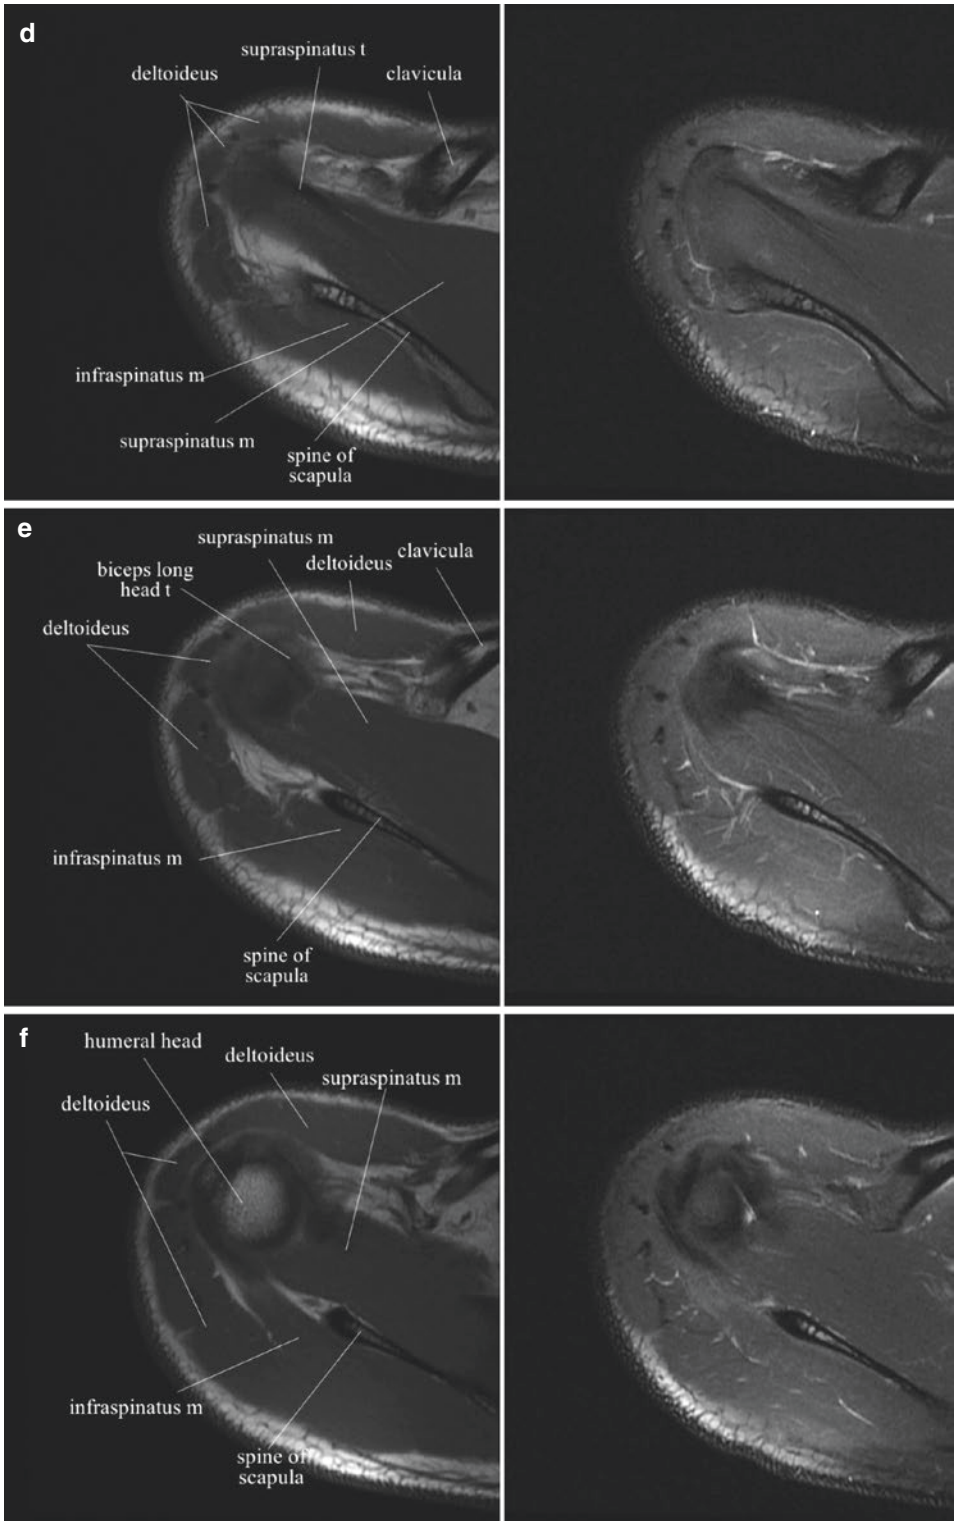 d
supraspinatus t
deltoideus
clavicula
infraspinatus m
supraspinatus m
spine of
scapula
e
supraspinatus m
deltoideus
clavicula
biceps long
head t
deltoideus
infraspinatus m
spine of
scapula
f
humeral head
deltoideus
supraspinatus m
deltoideus
infraspinatus m
spine of
scapula